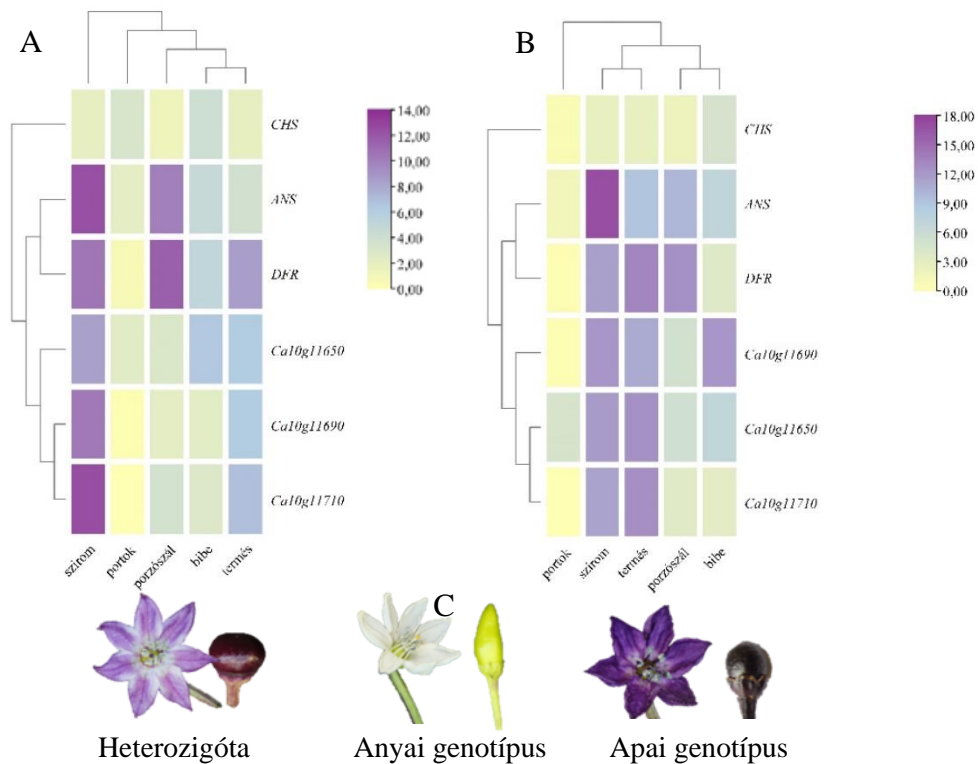 A
CHS
ANS
DFR
Ca10g11650
Ca10g11690
Ca10g11710
szirom
portok
porzószál
bibe
termés
14,00
12,00
10,00
8,00
6,00
4,00
2,00
0,00
B
CHS
ANS
DFR
Ca10g11690
Ca10g11650
Ca10g11710
portok
szirom
termés
porzószál
bibe
18,00
15,00
12,00
9,00
6,00
3,00
0,00
C
Heterozigóta
Anyai genotípus
Apai genotípus